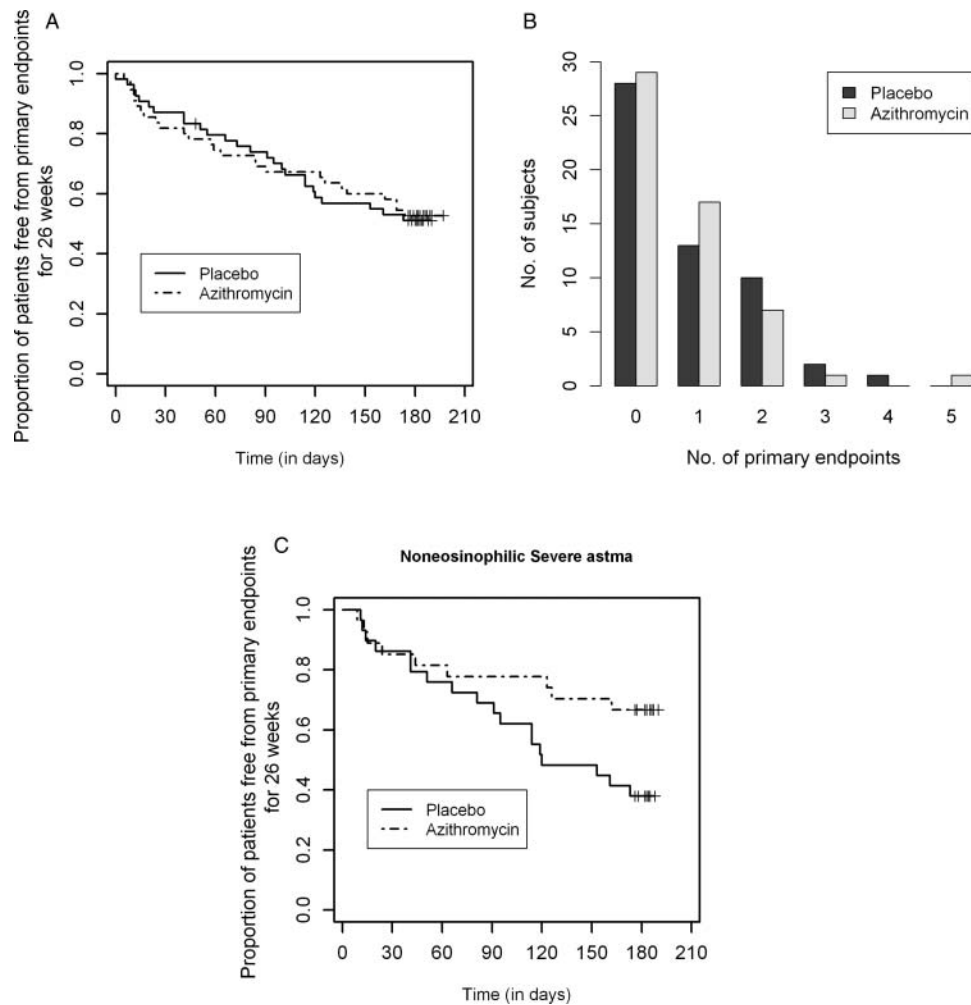 A
Proportion of patients free from primary endpoints
for 26 weeks
1.0
0.8
0.6
0.4
0.2
0.0
Placebo
Azithromycin
0 30 60 90 120 150 180 210
Time (in days)
B
No. of subjects
30
25
20
15
10
5
0
Placebo
Azithromycin
0 1 2 3 4 5
No. of primary endpoints
C
Noneosinophilic Severe astma
Proportion of patients free from primary endpoints
for 26 weeks
1.0
0.8
0.6
0.4
0.2
0.0
Placebo
Azithromycin
0 30 60 90 120 150 180 210
Time (in days)